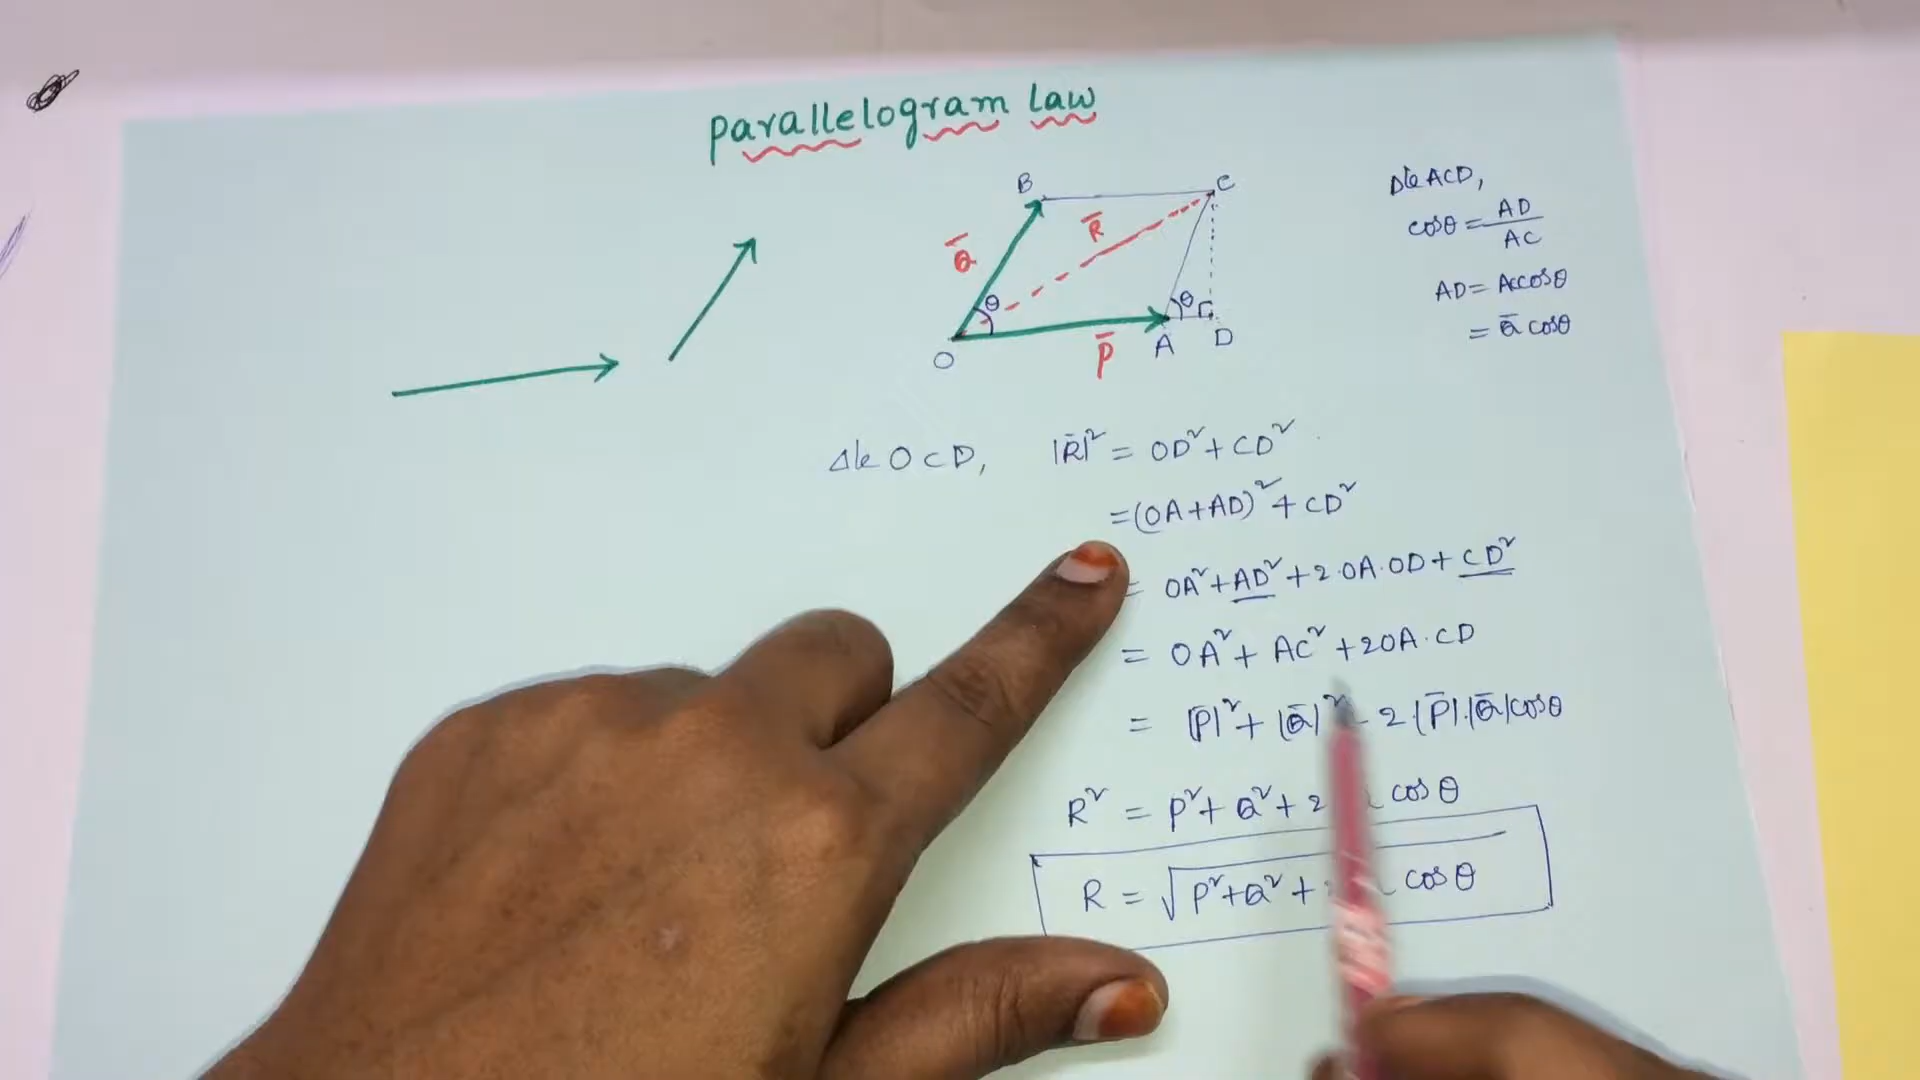 parallelogram law
B
C
Q̄
R̄
θ
θ
O
P̄
A
D
Δle ACD,
cosθ = AD/AC
AD = ACcosθ
= Q̄ cosθ
Δle OCD, |R̄|² = OD² + CD²
= (OA+AD)² + CD²
= OA² + AD² + 2·OA·OD + CD²
= OA² + AC² + 2OA·CD
= |P̄|² + |Q̄|² 2·|P̄|·|Q̄|cosθ
R² = P² + Q² + 2 cosθ
R = √P²+Q²+ cosθ